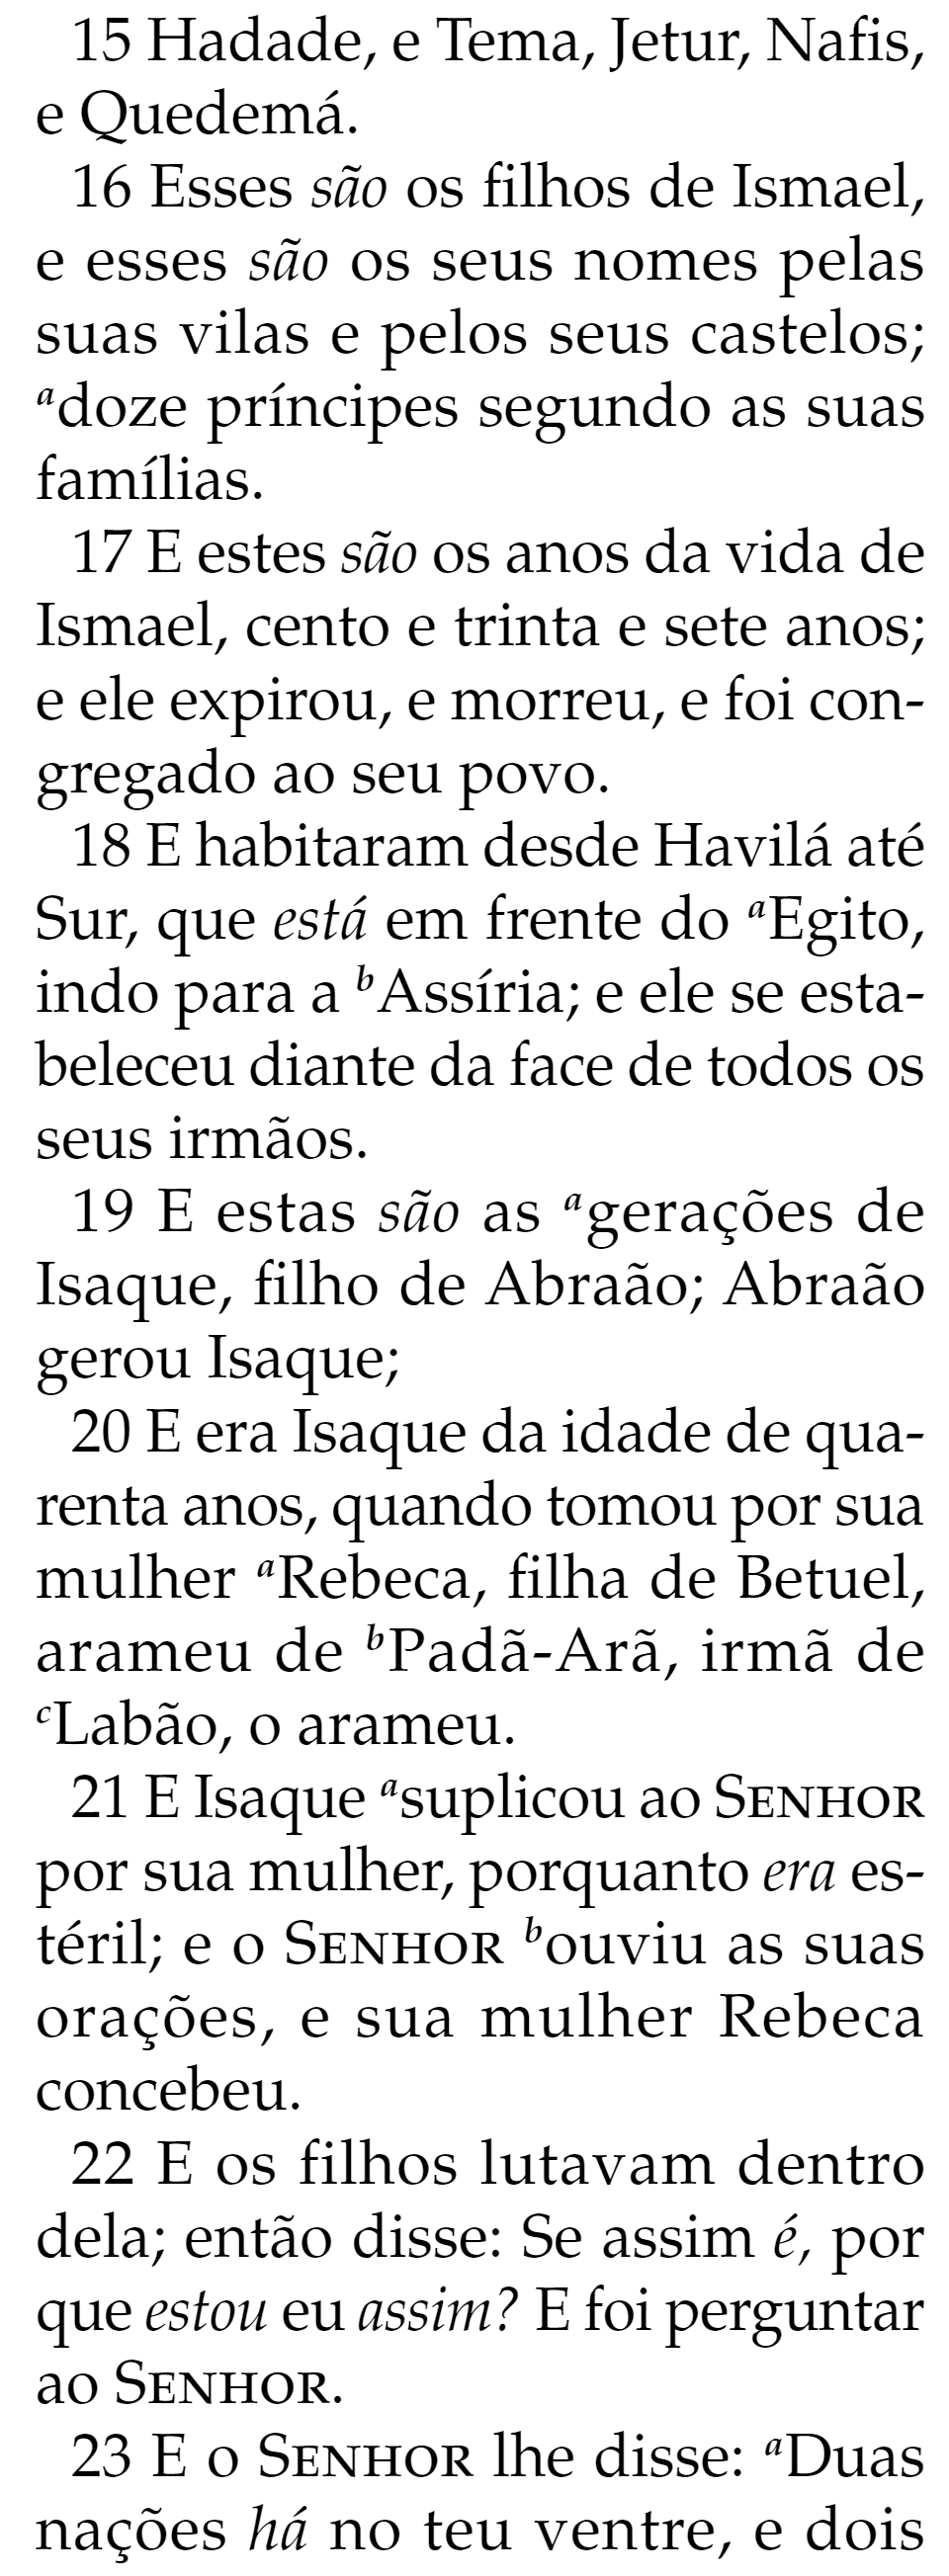 15 Hadade, e Tema, Jetur, Nafis,
e Quedemá.
16 Esses são os filhos de Ismael,
e esses são os seus nomes pelas
suas vilas e pelos seus castelos;
ᵃdoze príncipes segundo as suas
famílias.
17 E estes são os anos da vida de
Ismael, cento e trinta e sete anos;
e ele expirou, e morreu, e foi con-
gregado ao seu povo.
18 E habitaram desde Havilá até
Sur, que está em frente do ᵃEgito,
indo para a ᵇAssíria; e ele se esta-
beleceu diante da face de todos os
seus irmãos.
19 E estas são as ᵃgerações de
Isaque, filho de Abraão; Abraão
gerou Isaque;
20 E era Isaque da idade de qua-
renta anos, quando tomou por sua
mulher ᵃRebeca, filha de Betuel,
arameu de ᵇPadã-Arã, irmã de
ᶜLabão, o arameu.
21 E Isaque ᵃsuplicou ao SENHOR
por sua mulher, porquanto era es-
téril; e o SENHOR ᵇouviu as suas
orações, e sua mulher Rebeca
concebeu.
22 E os filhos lutavam dentro
dela; então disse: Se assim é, por
que estou eu assim? E foi perguntar
ao SENHOR.
23 E o SENHOR lhe disse: ᵃDuas
nações há no teu ventre, e dois